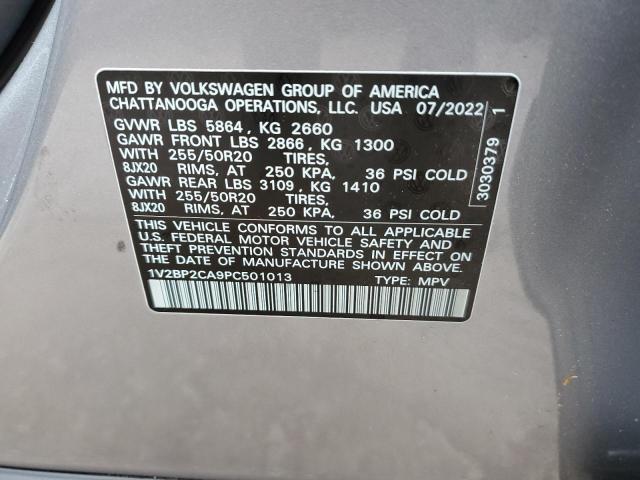 MFD BY VOLKSWAGEN GROUP OF AMERICA
CHATTANOOGA OPERATIONS, LLC. USA 07/2022
GVWR LBS 5864, KG 2660
GAWR FRONT LBS 2866, KG 1300
WITH 255/50R20 TIRES,
8JX20 RIMS, AT 250 KPA, 36 PSI COLD
GAWR REAR LBS 3109, KG 1410
WITH 255/50R20 TIRES,
8JX20 RIMS, AT 250 KPA, 36 PSI COLD
THIS VEHICLE CONFORMS TO ALL APPLICABLE
U.S. FEDERAL MOTOR VEHICLE SAFETY AND
THEFT PREVENTION STANDARDS IN EFFECT ON
THE DATE OF MANUFACTURE SHOWN ABOVE.
1V2BP2CA9PC501013 TYPE: MPV
3030379 1